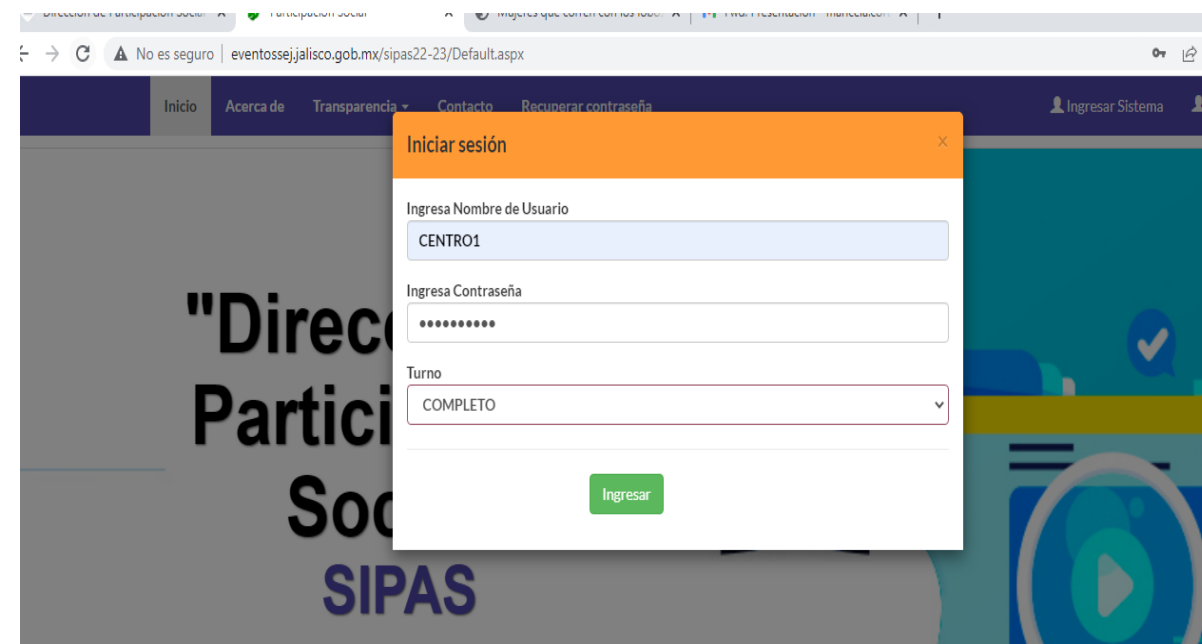 No es seguro eventossej.jalisco.gob.mx/sipas22-23/Default.aspx
Inicio Acerca de Transparencia Contacto Recuperar contraseña Ingresar Sistema
Iniciar sesión ×
Ingresa Nombre de Usuario
CENTRO1
Ingresa Contraseña
••••••••••
Turno
COMPLETO
Ingresar
"Direc
Partici
Soc
SIPAS